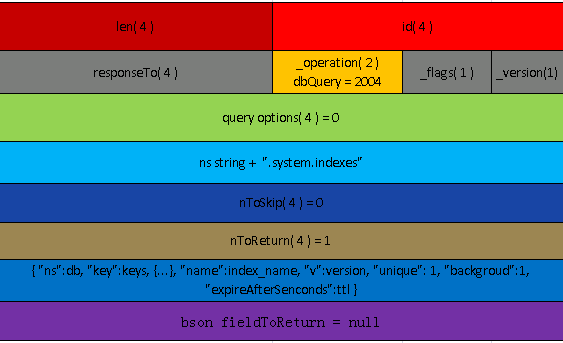 len( 4 )
id( 4 )
responseTo( 4 )
_operation( 2 )
dbQuery = 2004
_flags( 1 )
_version(1)
query options( 4 ) = 0
ns string + ".system.indexes"
nToSkip( 4 ) = 0
nToReturn( 4 ) = 1
{ "ns":db, "key":keys, {...}, "name":index_name, "v":version, "unique": 1, "backgroud":1,
"expireAfterSenconds":ttl }
bson fieldToReturn = null